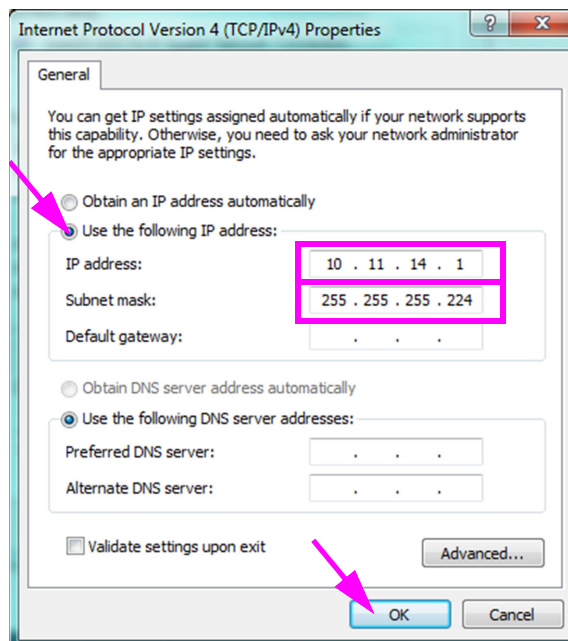 Internet Protocol Version 4 (TCP/IPv4) Properties
?
General
You can get IP settings assigned automatically if your network supports
this capability. Otherwise, you need to ask your network administrator
for the appropriate IP settings.
Obtain an IP address automatically
Use the following IP address:
IP address: 10 . 11 . 14 . 1
Subnet mask: 255 . 255 . 255 . 224
Default gateway: . . .
Obtain DNS server address automatically
Use the following DNS server addresses:
Preferred DNS server: . . .
Alternate DNS server: . . .
Validate settings upon exit
Advanced...
OK Cancel